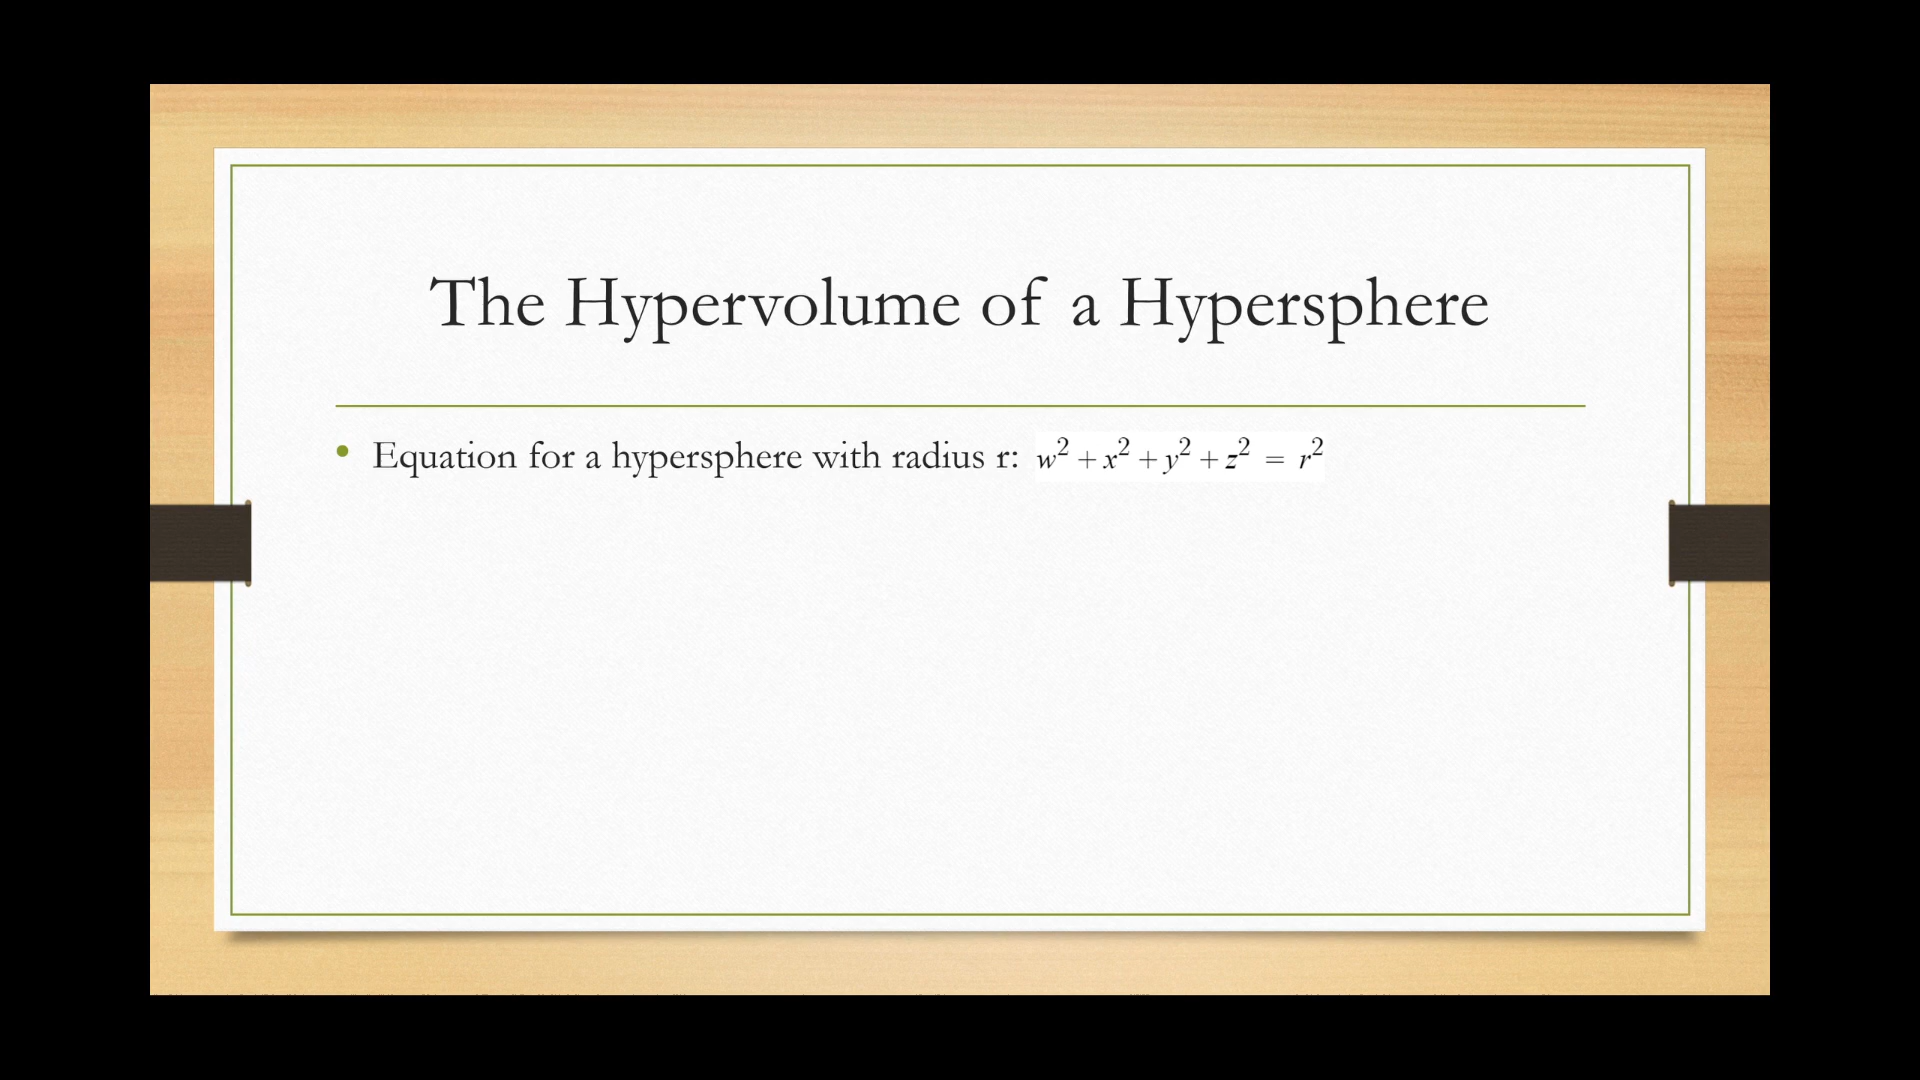 The Hypervolume of a Hypersphere
• Equation for a hypersphere with radius r: w² + x² + y² + z² = r²